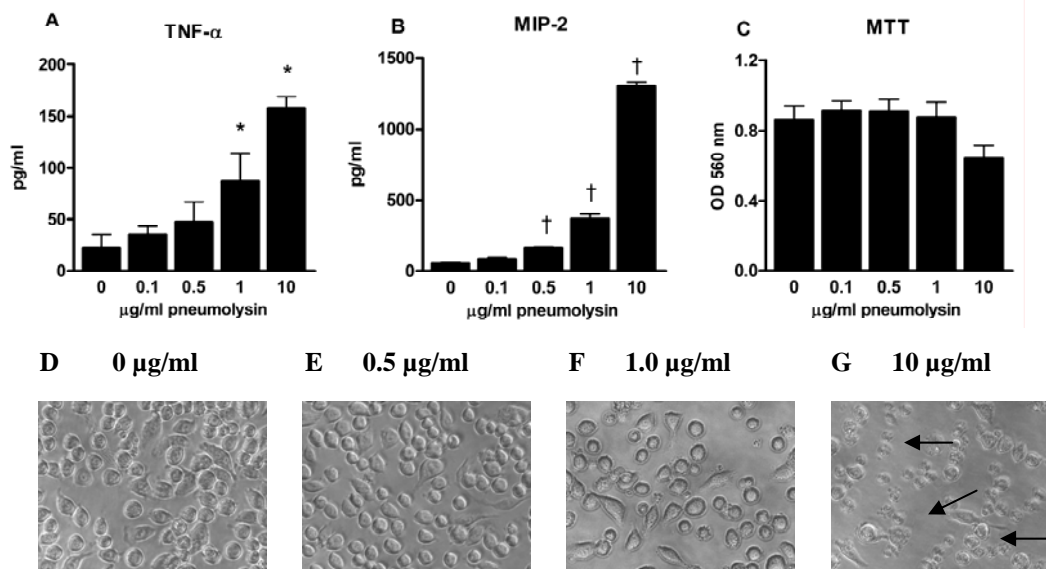 A
TNF-α
pg/ml
200
150
100
50
0
*
*
0 0.1 0.5 1 10
μg/ml pneumolysin
B
MIP-2
pg/ml
1500
1000
500
0
†
†
†
0 0.1 0.5 1 10
μg/ml pneumolysin
C
MTT
OD 560 nm
1.2
0.8
0.4
0.0
0 0.1 0.5 1 10
μg/ml pneumolysin
D 0 μg/ml
E 0.5 μg/ml
F 1.0 μg/ml
G 10 μg/ml